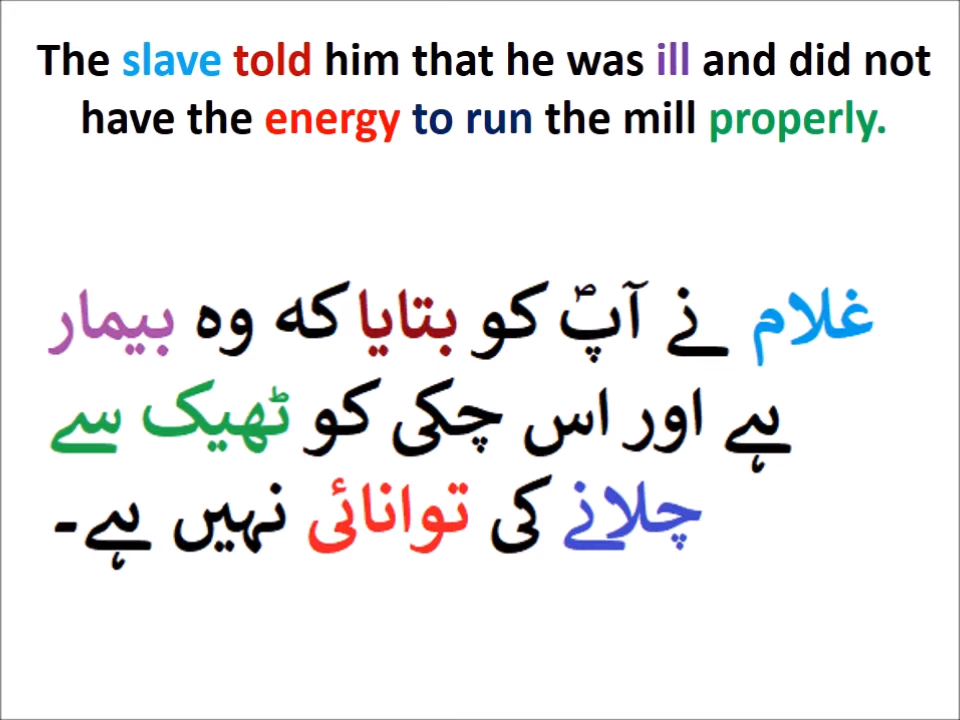 The slave told him that he was ill and did not
have the energy to run the mill properly.
غلام نے آپؐ کو بتایا کہ وہ بیمار
ہے اور اس چکی کو ٹھیک سے
چلانے کی توانائی نہیں ہے۔